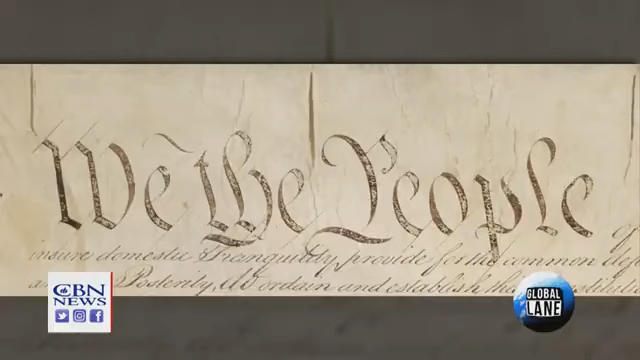 We the People of
insure domestic Tranquility, provide for the common
Posterity, do ordain and establish this
CBN
NEWS
GLOBAL
LANE